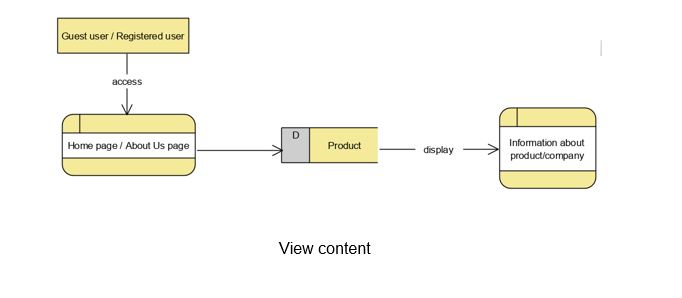 Guest user / Registered user
access
Home page / About Us page
D
Product
display
Information about
product/company
View content